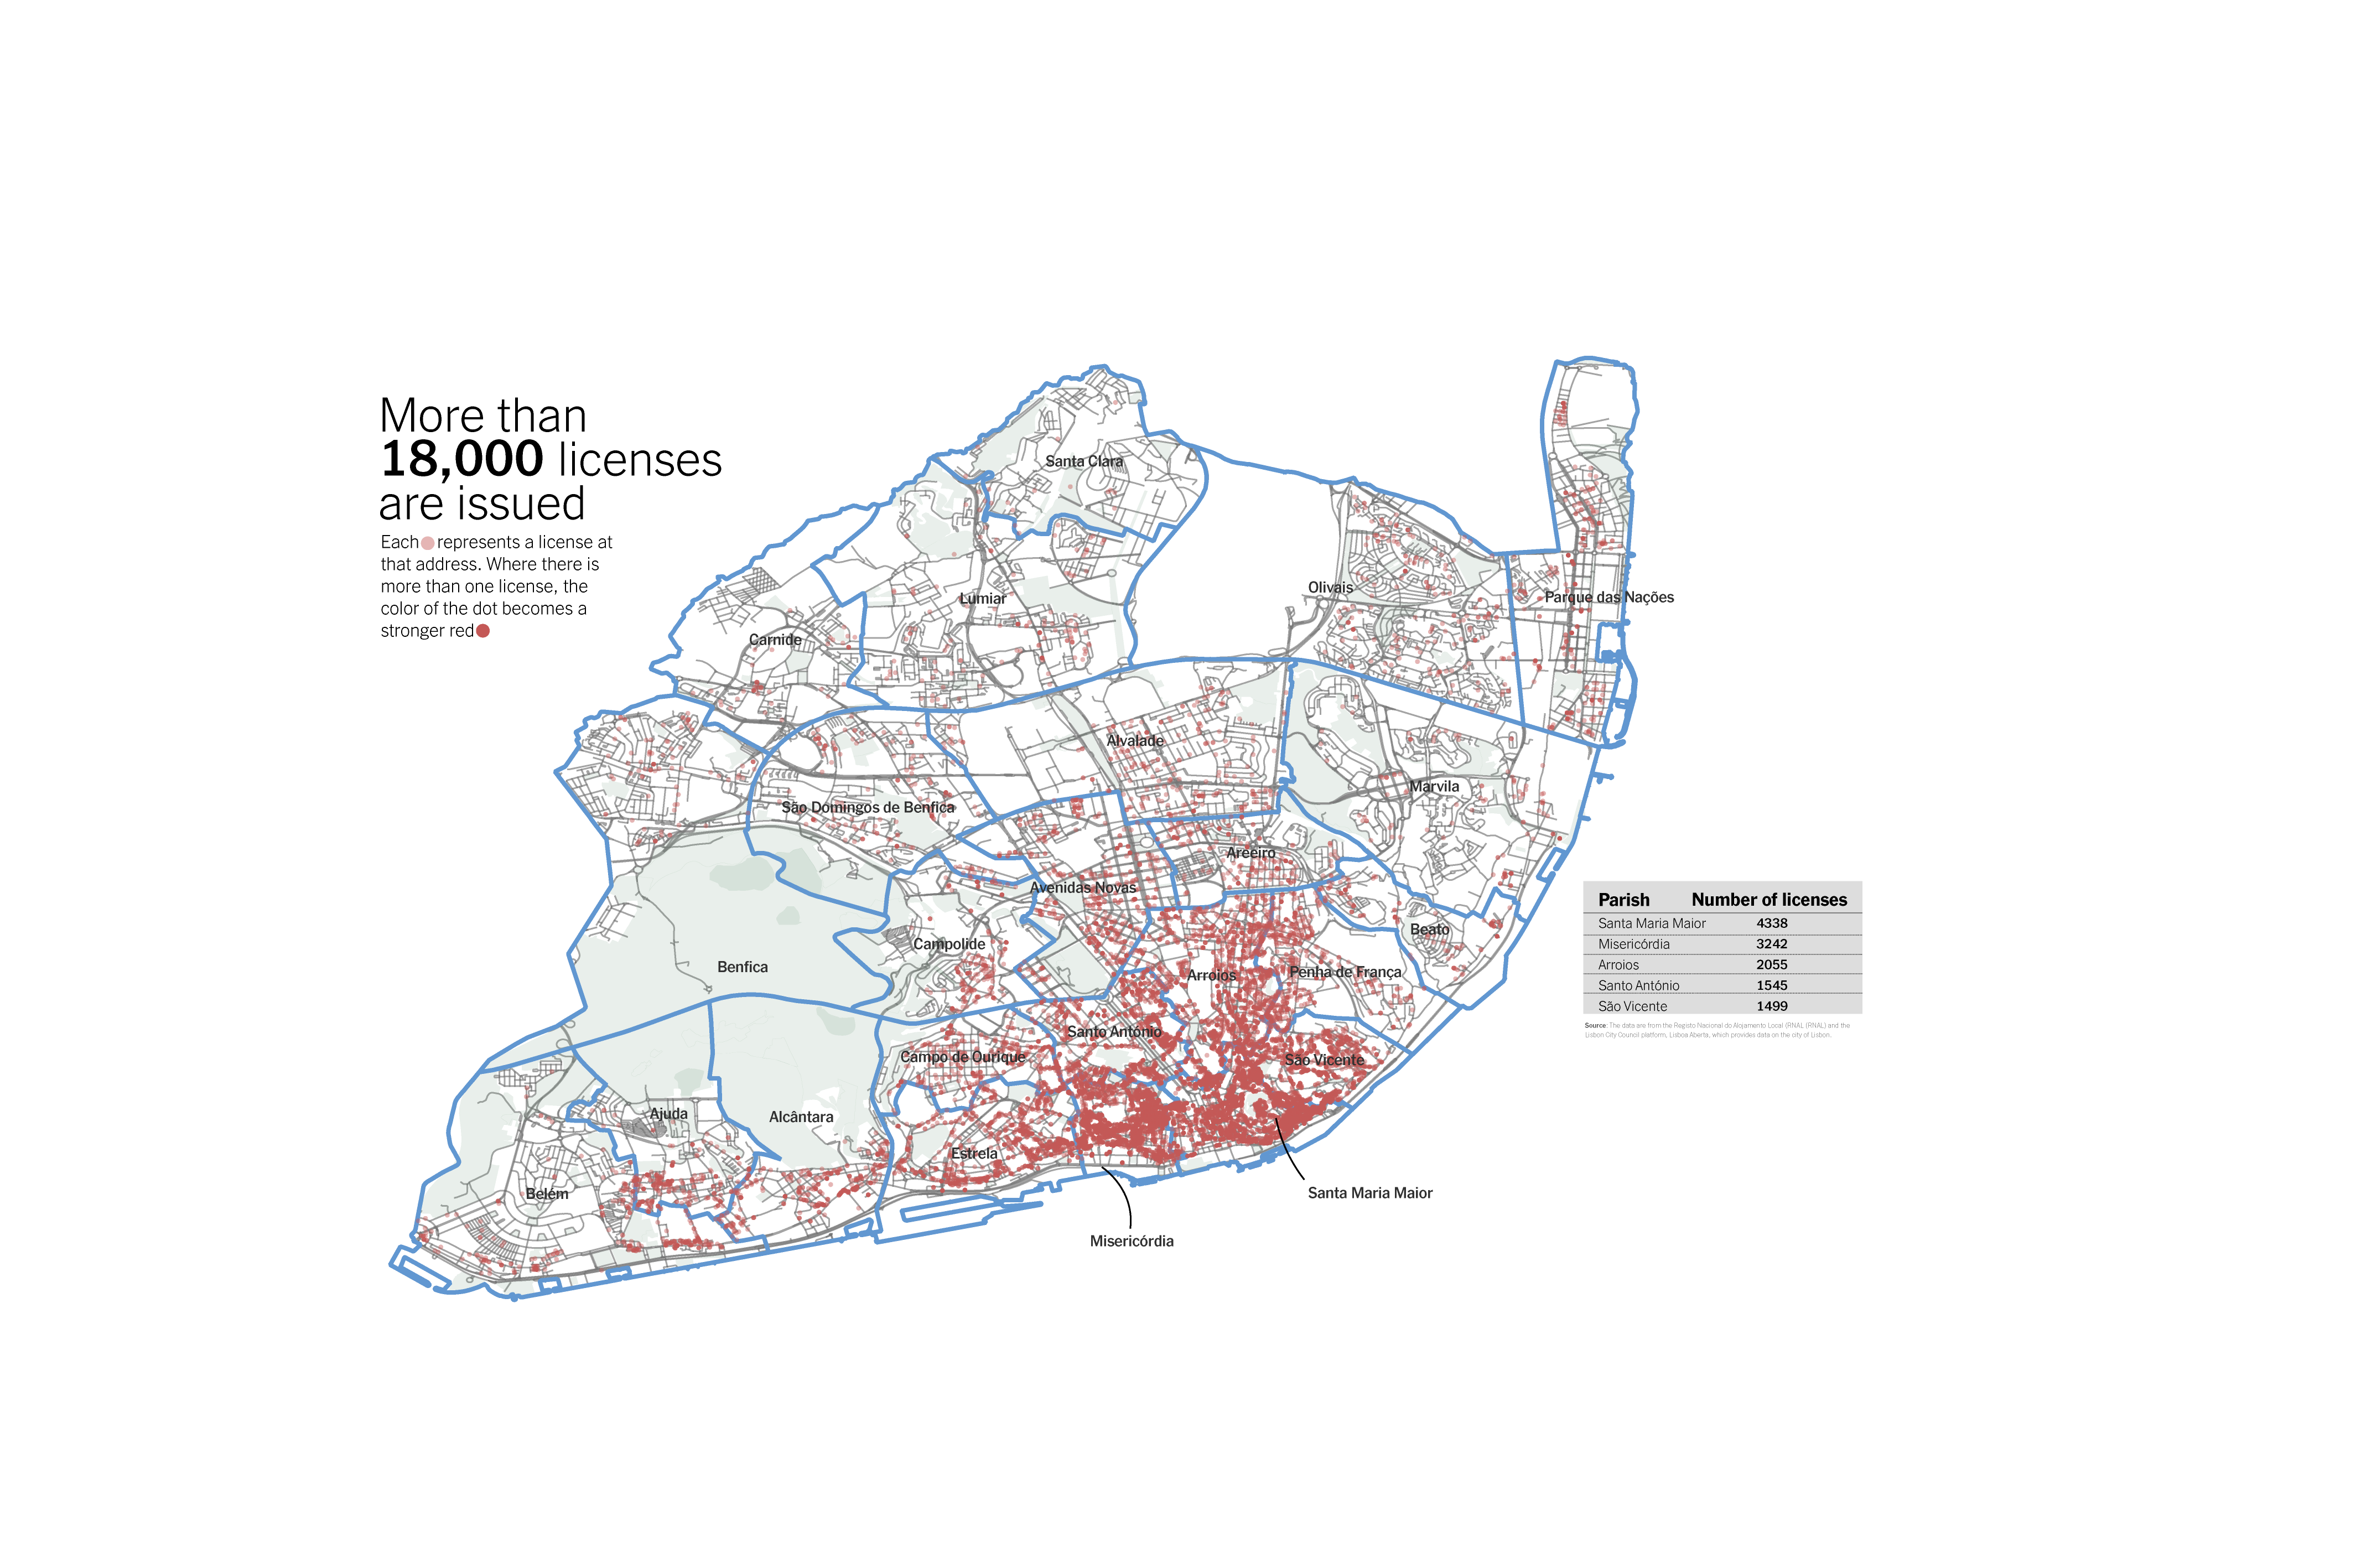 More than
18,000 licenses
are issued
Each represents a license at
that address. Where there is
more than one license, the
color of the dot becomes a
stronger red
Santa Clara
Olivais
Parque das Nações
Lumiar
Carnide
Alvalade
Marvila
São Domingos de Benfica
Areeiro
Avenidas Novas
Beato
Campolide
Benfica
Arroios
Penha de França
Santo António
Campo de Ourique
São Vicente
Ajuda
Alcântara
Estrela
Belém
Santa Maria Maior
Misericórdia
Parish Number of licenses
Santa Maria Maior 4338
Misericórdia 3242
Arroios 2055
Santo António 1545
São Vicente 1499
Source: The data are from the Registo Nacional do Alojamento Local (RNAL (RNAL) and the
Lisbon City Council platform, Lisboa Aberta, which provides data on the city of Lisbon.